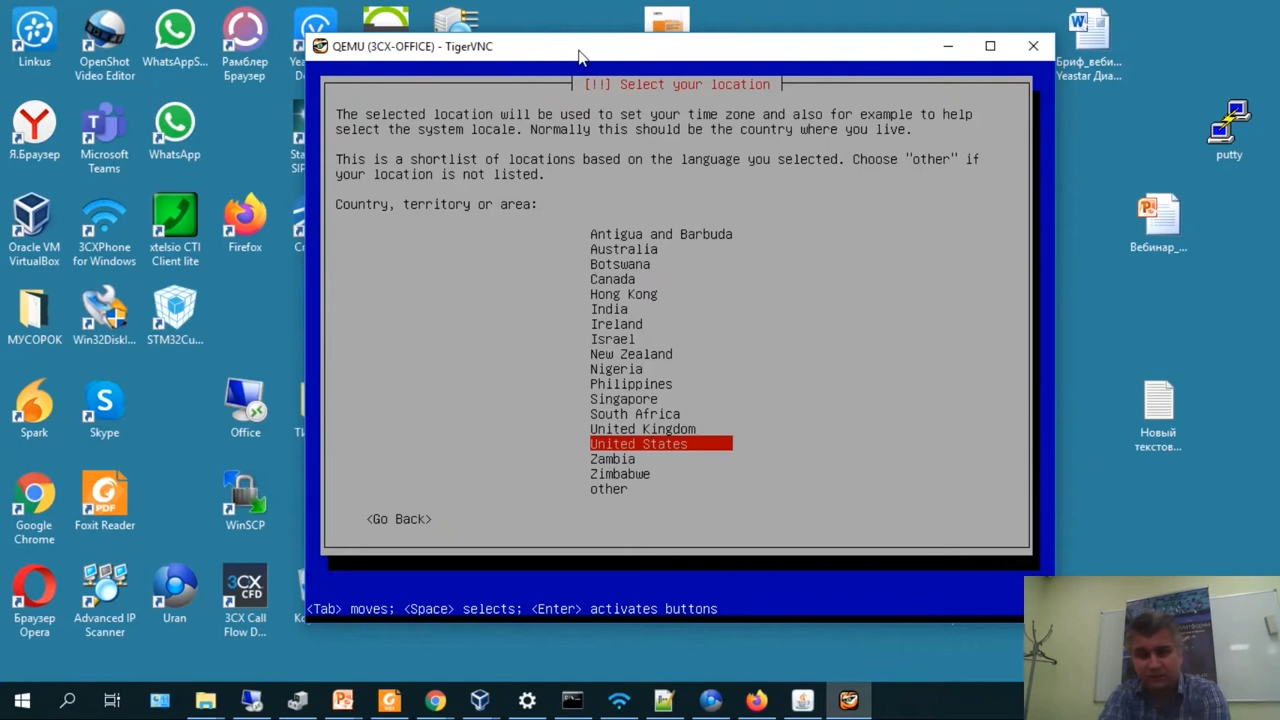 Linkus
OpenShot
Video Editor
WhatsAppS...
Рамблер
Браузер
QEMU (3CX-OFFICE) - TigerVNC
Бриф_веби...
Yeastar Диа...
[!!] Select your location
The selected location will be used to set your time zone and also for example to help
select the system locale. Normally this should be the country where you live.
This is a shortlist of locations based on the language you selected. Choose "other" if
your location is not listed.
Country, territory or area:
Antigua and Barbuda
Australia
Botswana
Canada
Hong Kong
India
Ireland
Israel
New Zealand
Nigeria
Philippines
Singapore
South Africa
United Kingdom
United States
Zambia
Zimbabwe
other
<Go Back>
<Tab> moves; <Space> selects; <Enter> activates buttons
Я.Браузер
Microsoft
Teams
WhatsApp
putty
Oracle VM
VirtualBox
3CXPhone
for Windows
xtelsio CTI
Client lite
Firefox
Вебинар_...
МУСОРОК
Win32Diskl...
STM32Cu...
Spark
Skype
Office
Новый
текстов...
Google
Chrome
Foxit Reader
PDF
WinSCP
Браузер
Opera
Advanced IP
Scanner
Uran
3CX
CFD
3CX Call
Flow D...